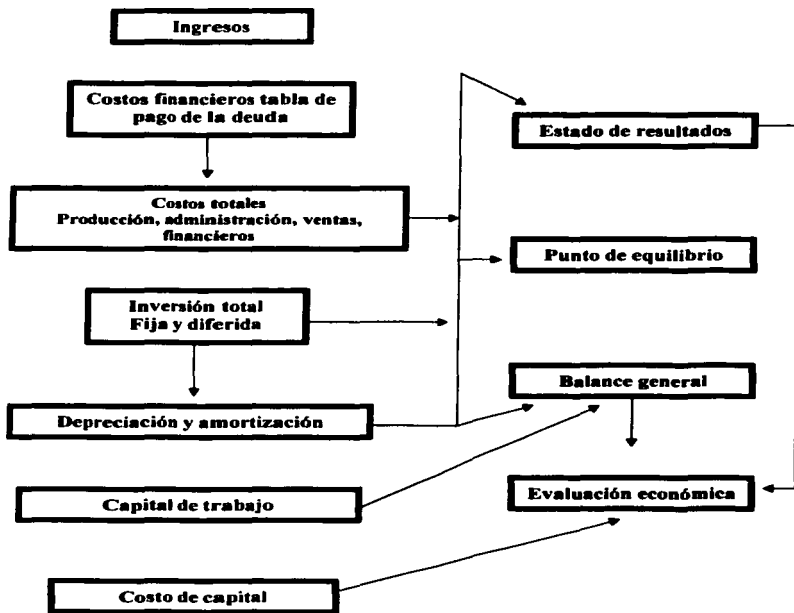 Ingresos
Costos financieros tabla de
pago de la deuda
Costos totales
Producción, administración, ventas,
financieros
Inversión total
Fija y diferida
Depreciación y amortización
Capital de trabajo
Costo de capital
Estado de resultados
Punto de equilibrio
Balance general
Evaluación económica